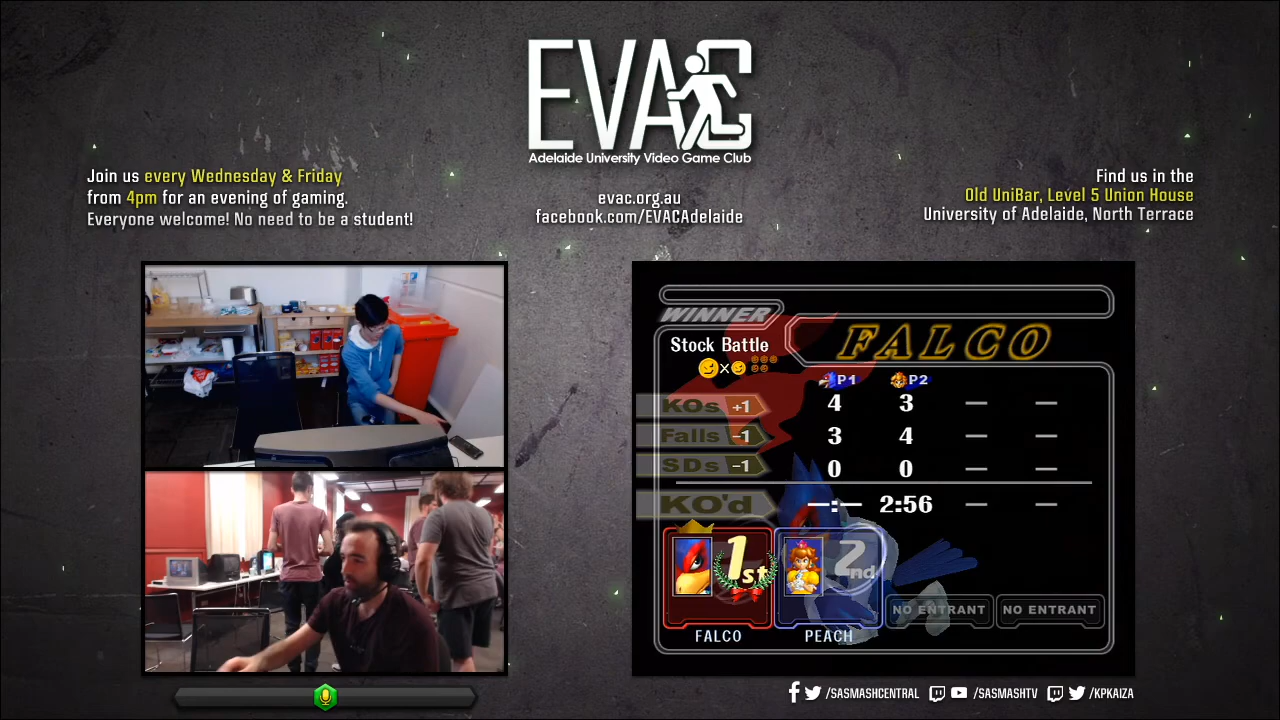 EVAC
Adelaide University Video Game Club
Join us every Wednesday & Friday
from 4pm for an evening of gaming.
Everyone welcome! No need to be a student!
evac.org.au
facebook.com/EVACAdelaide
Find us in the
Old UniBar, Level 5 Union House
University of Adelaide, North Terrace
WINNER
FALCO
Stock Battle
X
P1 P2
KOs +1 4 3 — —
Falls -1 3 4 — —
SDs -1 0 0 — —
KO'd —:— 2:56 — —
1st
2nd
NO ENTRANT
NO ENTRANT
FALCO
PEACH
/SASMASHCENTRAL /SASMASHTV /KPKAIZA